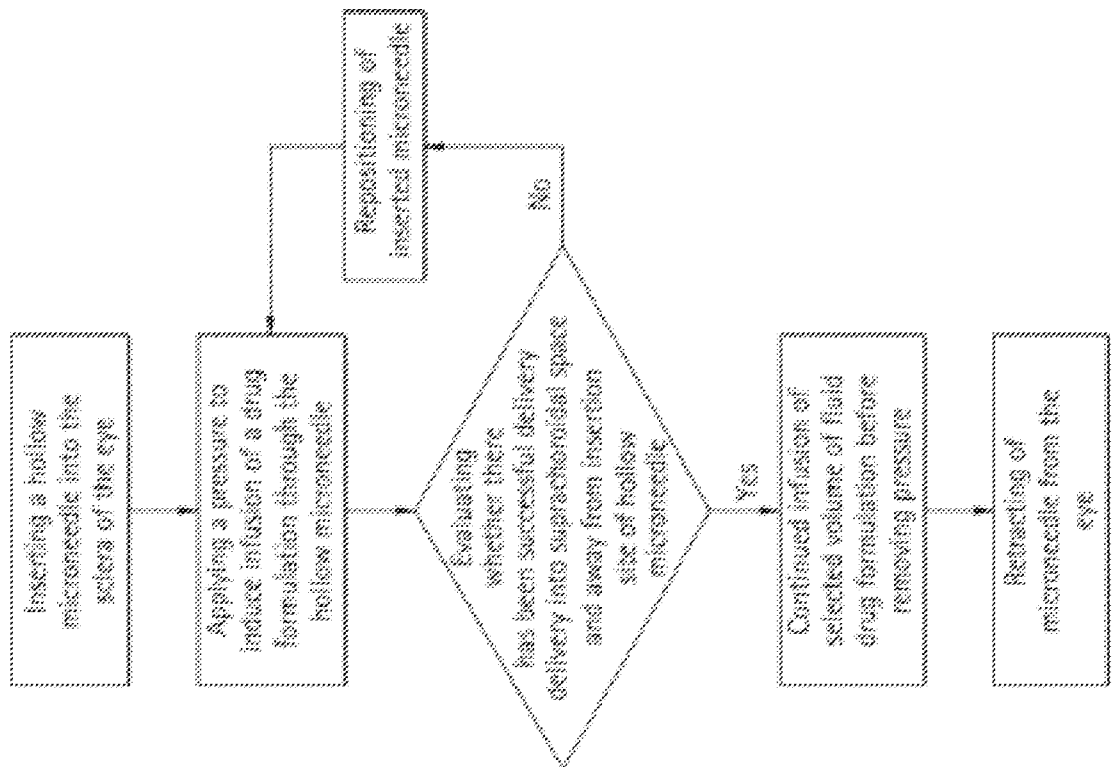 Inserting a hollow
microneedle into the
sclera of the eye
Applying a pressure to
induce infusion of a drug
formulation through the
hollow microneedle
Evaluating
whether there
has been successful delivery
delivery into suprachoroidal space
and away from insertion
site of hollow
microneedle
No
Repositioning of
inserted microneedle
Yes
Continued infusion of
selected volume of fluid
drug formulation before
removing pressure
Retracting of
microneedle from the
eye